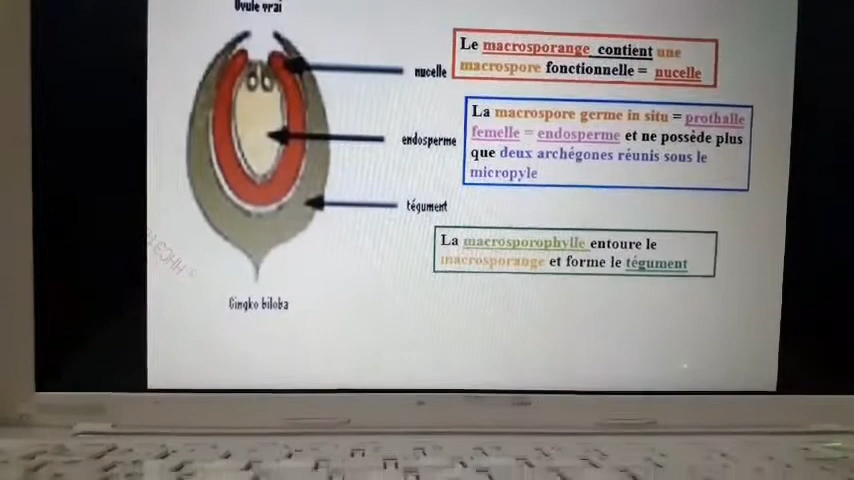 Ovule vrai
Le macrosporange contient une
macrospore fonctionnelle = nucelle
nucelle
La macrospore germe in situ = prothalle
femelle = endosperme et ne possède plus
que deux archégones réunis sous le
micropyle
endosperme
tégument
La macrosporophylle entoure le
macrosporange et forme le tégument
Gingko biloba